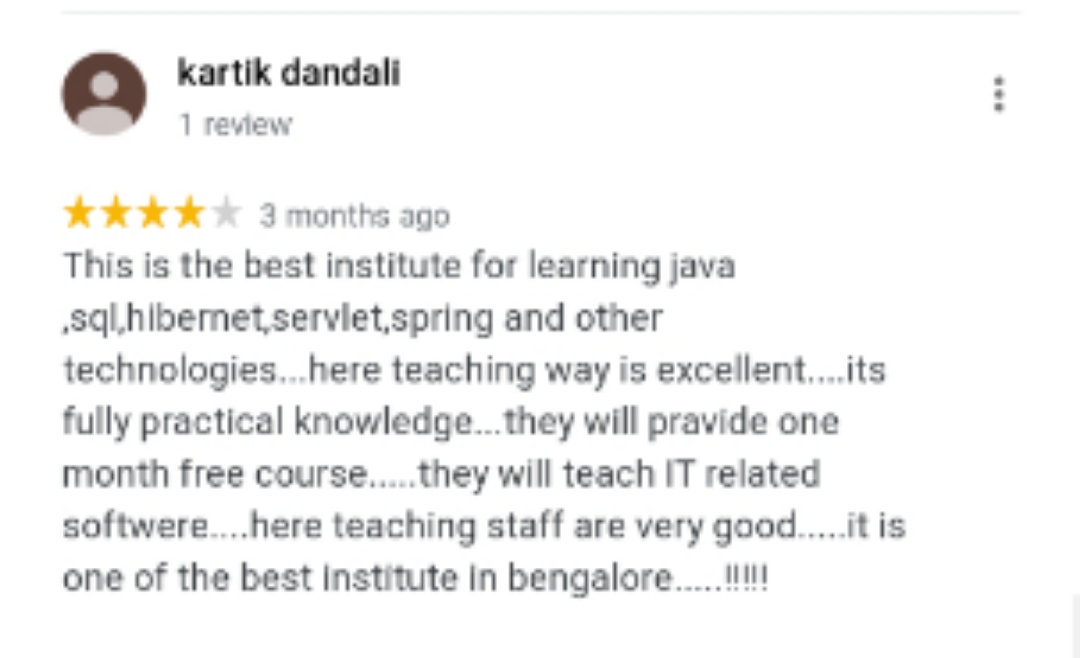 kartik dandali
1 review
3 months ago
This is the best institute for learning java
,sql,hibernet,servlet,spring and other
technologies...here teaching way is excellent....its
fully practical knowledge...they will pravide one
month free course.....they will teach IT related
softwere....here teaching staff are very good.....it is
one of the best institute in bengalore.....!!!!!